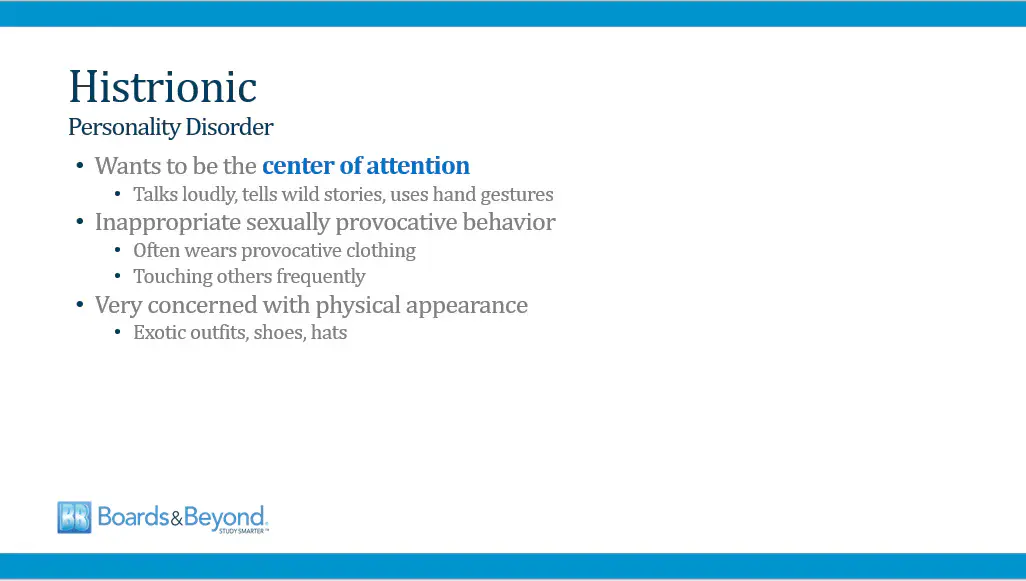 Histrionic
Personality Disorder
• Wants to be the center of attention
• Talks loudly, tells wild stories, uses hand gestures
• Inappropriate sexually provocative behavior
• Often wears provocative clothing
• Touching others frequently
• Very concerned with physical appearance
• Exotic outfits, shoes, hats
BB Boards&Beyond.
STUDY SMARTER™